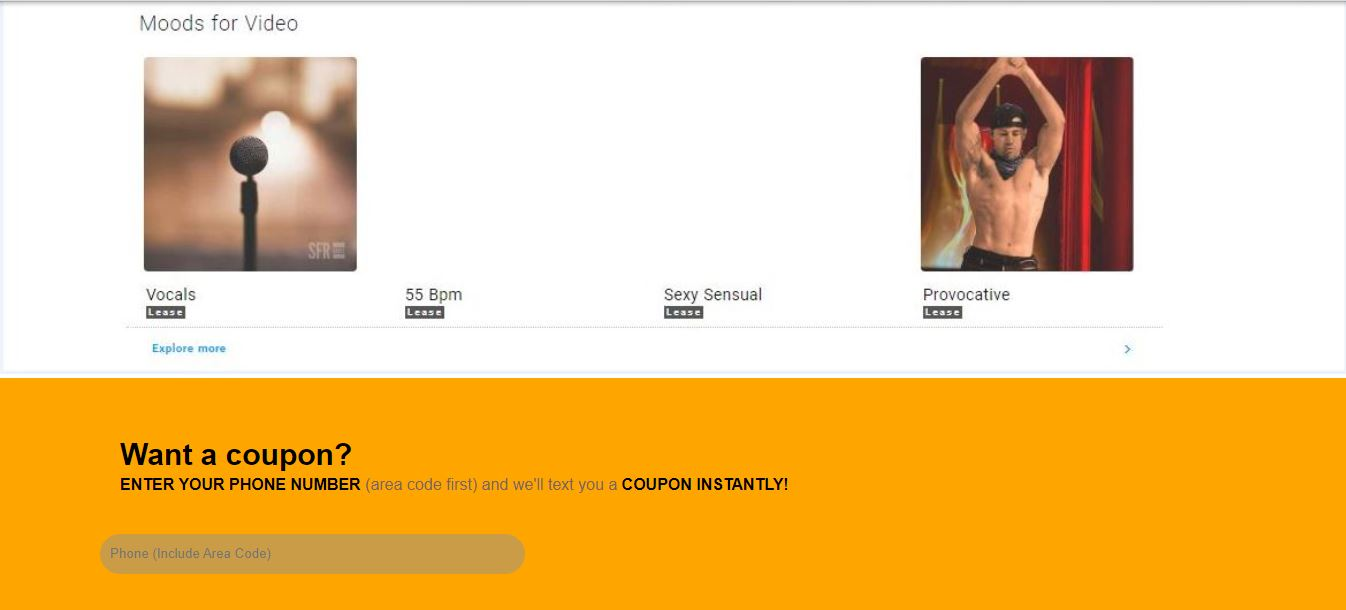 Moods for Video
SFR
Vocals
Lease
55 Bpm
Lease
Sexy Sensual
Lease
Provocative
Lease
Explore more
Want a coupon?
ENTER YOUR PHONE NUMBER (area code first) and we'll text you a COUPON INSTANTLY!
Phone (Include Area Code)